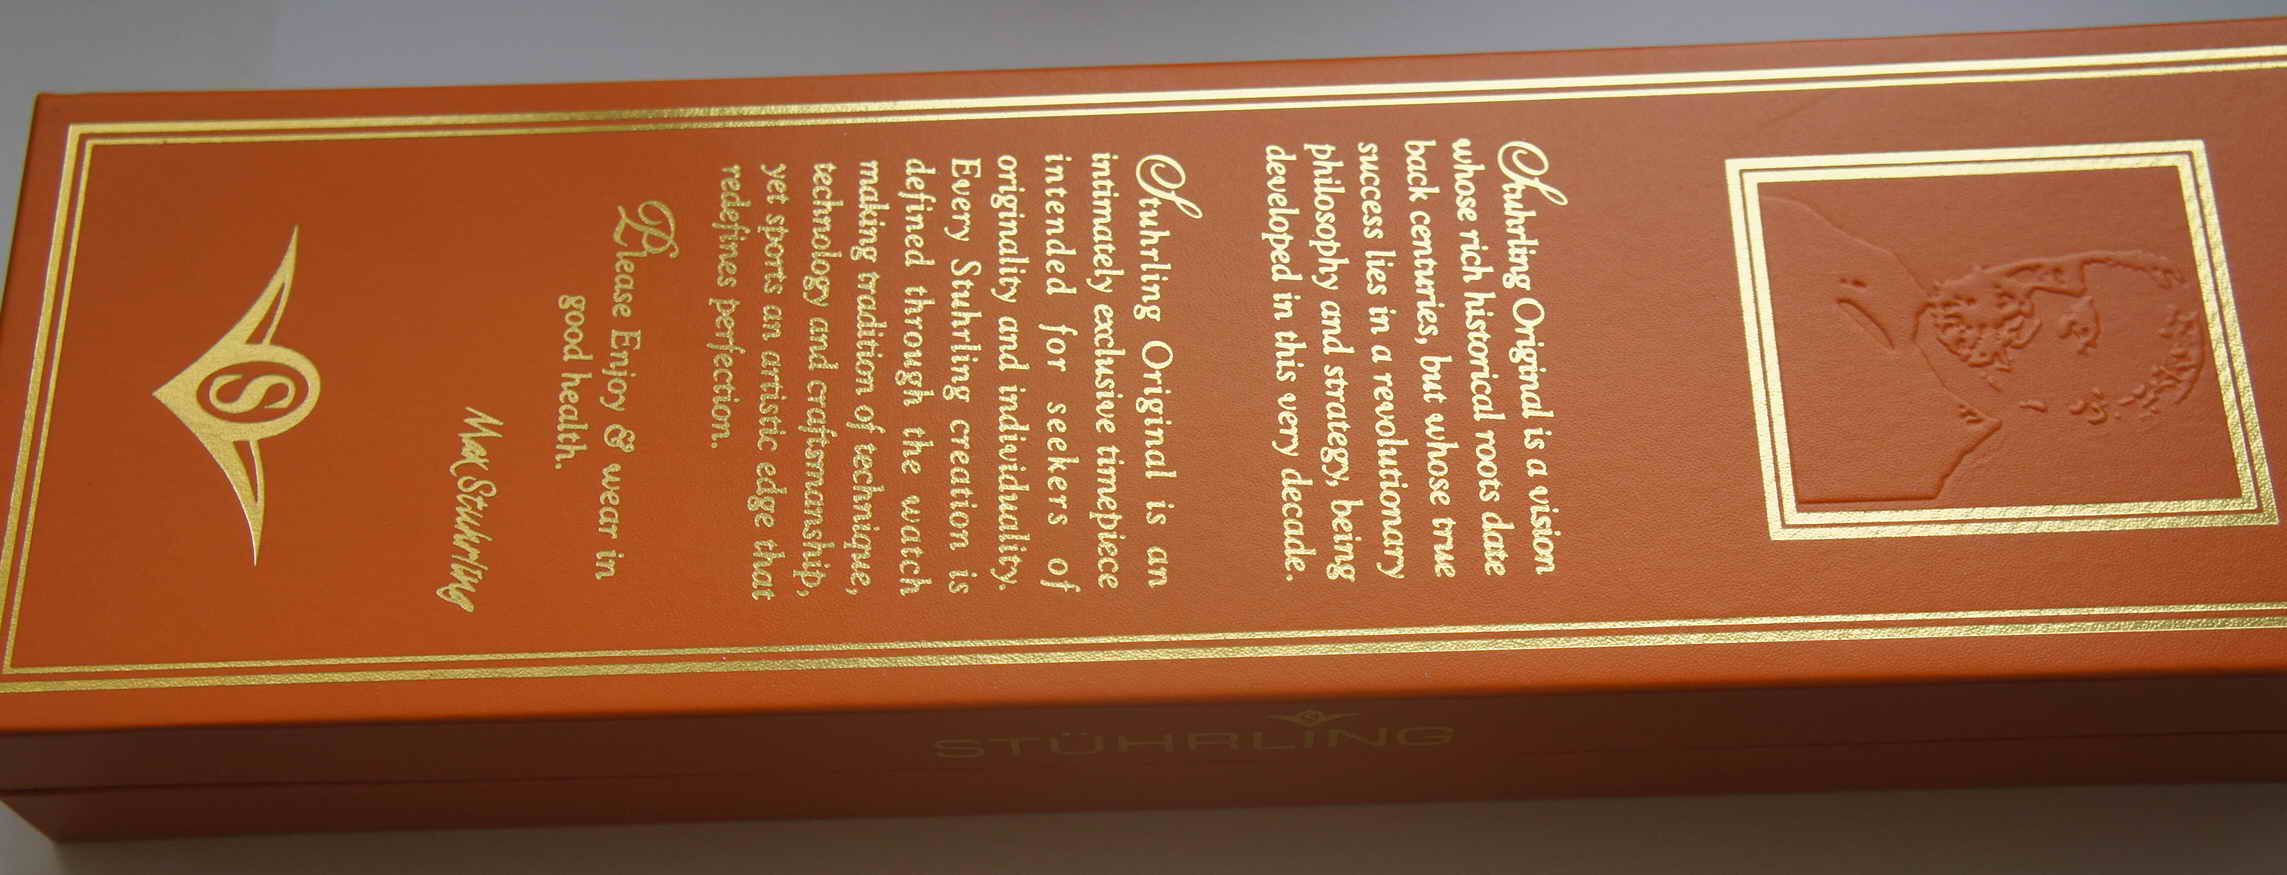 Stuhrling Original is a vision
whose rich historical roots date
back centuries, but whose true
success lies in a revolutionary
philosophy and strategy, being
developed in this very decade.
Stuhrling Original is an
intimately exclusive timepiece
intended for seekers of
originality and individuality.
Every Stuhrling creation is
defined through the watch
making tradition of technique,
technology and craftsmanship,
yet sports an artistic edge that
redefines perfection.
Please Enjoy & wear in
good health.
Max Stuhrling
S
STÜHRLING